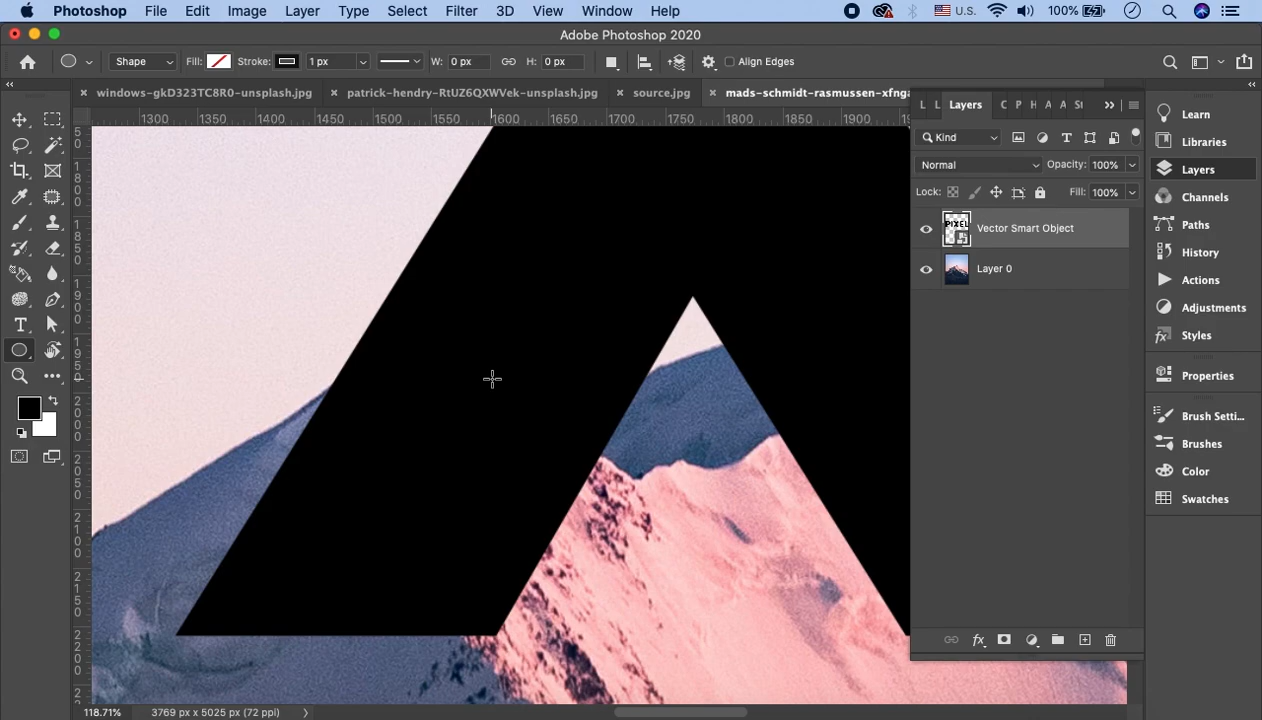 Photoshop File Edit Image Layer Type Select Filter 3D View Window Help U.S. 100%
Adobe Photoshop 2020
Shape Fill: Stroke: 1 px W: 0 px H: 0 px Align Edges
windows-gkD323TC8R0-unsplash.jpg patrick-hendry-RtUZ6QXWVek-unsplash.jpg source.jpg mads-schmidt-rasmussen-xfnga
1300 1350 1400 1450 1500 1550 1600 1650 1700 1750 1800 1850 1900
L L Layers C P H A A St
Kind
Normal Opacity: 100%
Lock: Fill: 100%
PIXEL Vector Smart Object
Layer 0
Learn
Libraries
Layers
Channels
Paths
History
Actions
Adjustments
Styles
Properties
Brush Setti...
Brushes
Color
Swatches
T
fx
118.71% 3769 px x 5025 px (72 ppi)